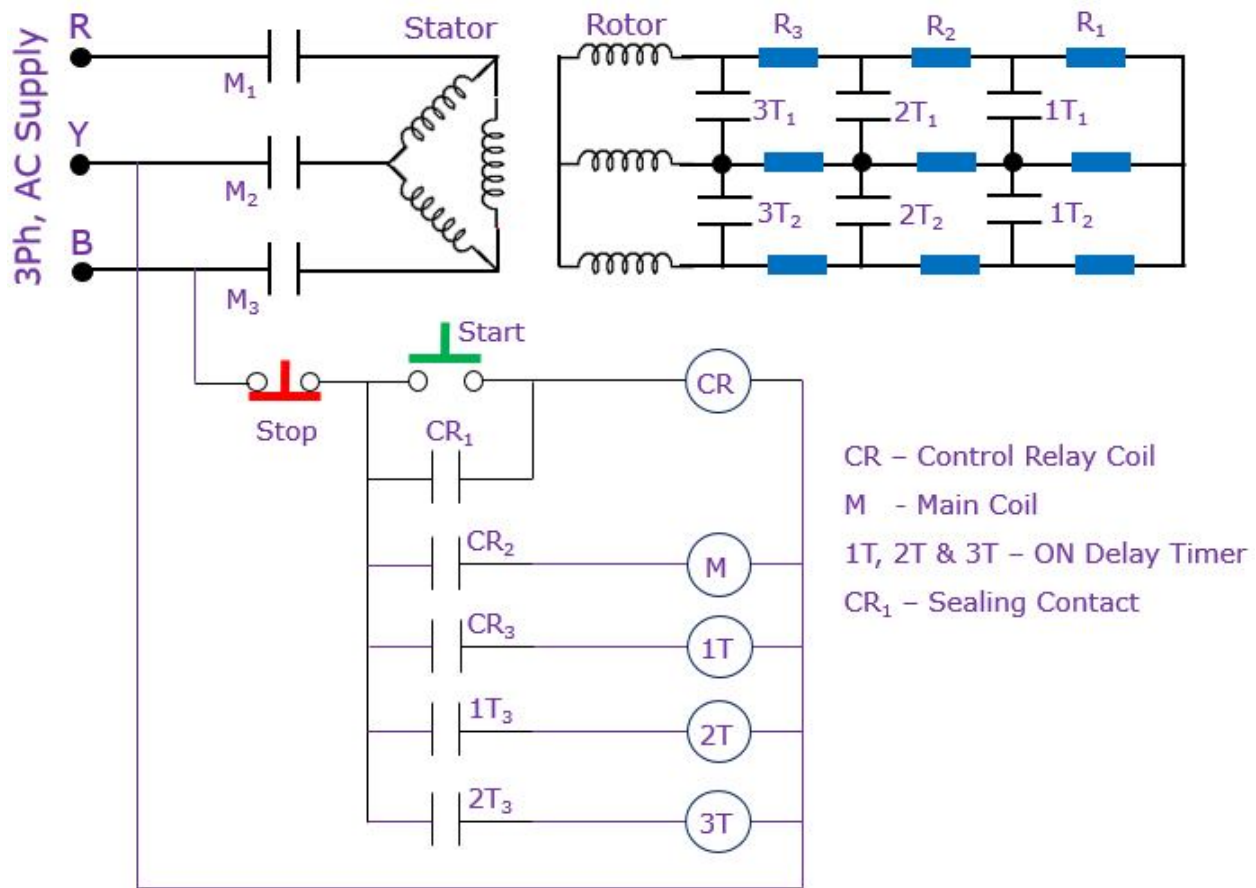 3Ph, AC Supply
R
Y
B
M₁
M₂
M₃
Stator
Rotor
R₃
R₂
R₁
3T₁
2T₁
1T₁
3T₂
2T₂
1T₂
Stop
Start
CR
CR₁
CR₂
M
CR₃
1T
1T₃
2T
2T₃
3T
CR – Control Relay Coil
M - Main Coil
1T, 2T & 3T – ON Delay Timer
CR₁ – Sealing Contact